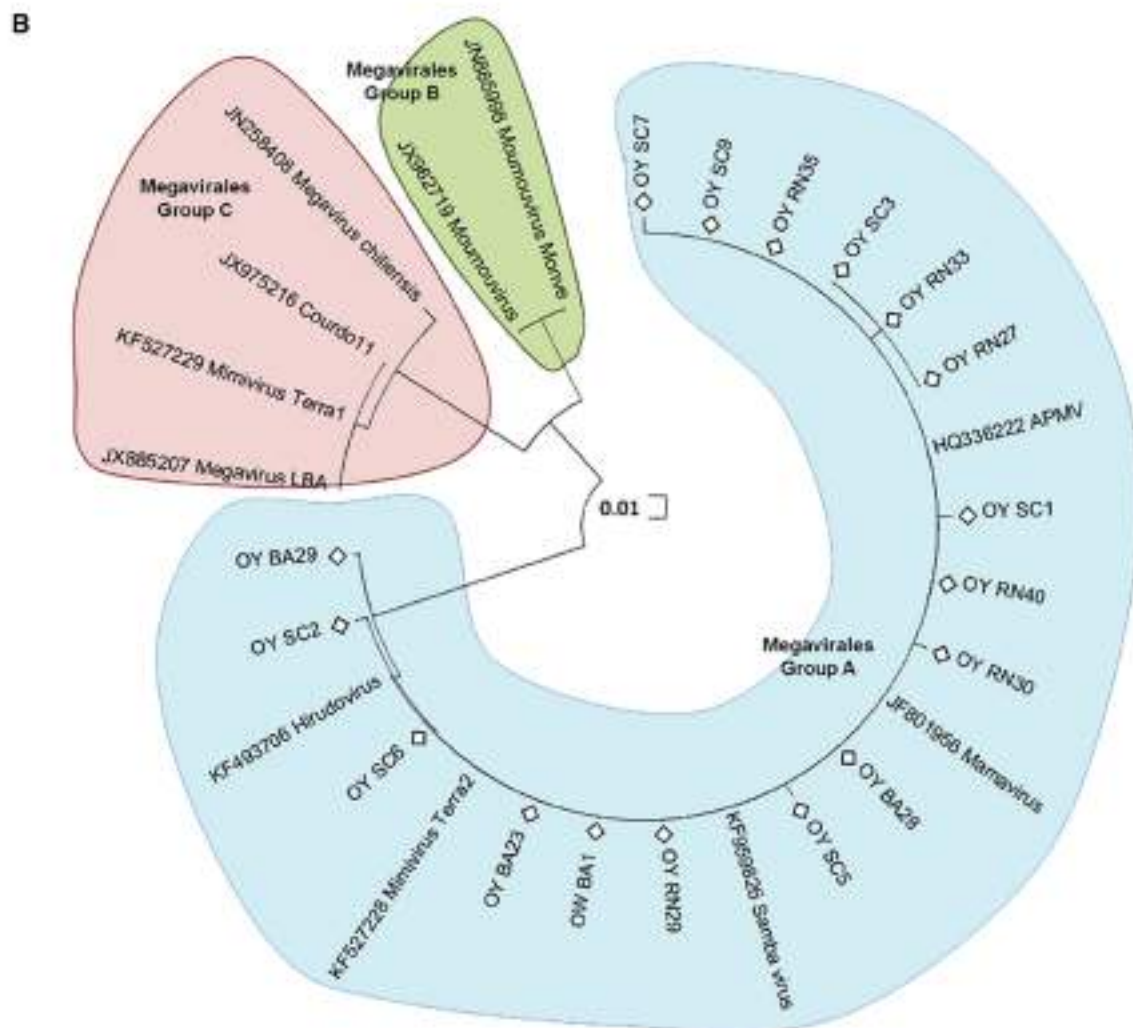 B
Megavirales
Group B
JN885998 Moumouvirus Monve
JX962719 Moumouvirus
Megavirales
Group C
JN258408 Megavirus chiliensis
JX975216 Courdo11
KF527229 Mimivirus Terra1
JX885207 Megavirus LBA
OY SC7
OY SC9
OY RN35
OY SC3
OY RN33
OY RN27
HQ336222 APMV
OY SC1
OY RN40
OY RN30
JF801956 Mamavirus
OY BA28
OY SC5
KF959826 Samba virus
OY RN29
OW BA1
OY BA23
KF527228 Mimivirus Terra2
OY SC6
KF493706 Hirudovirus
OY SC2
OY BA29
Megavirales
Group A
0.01